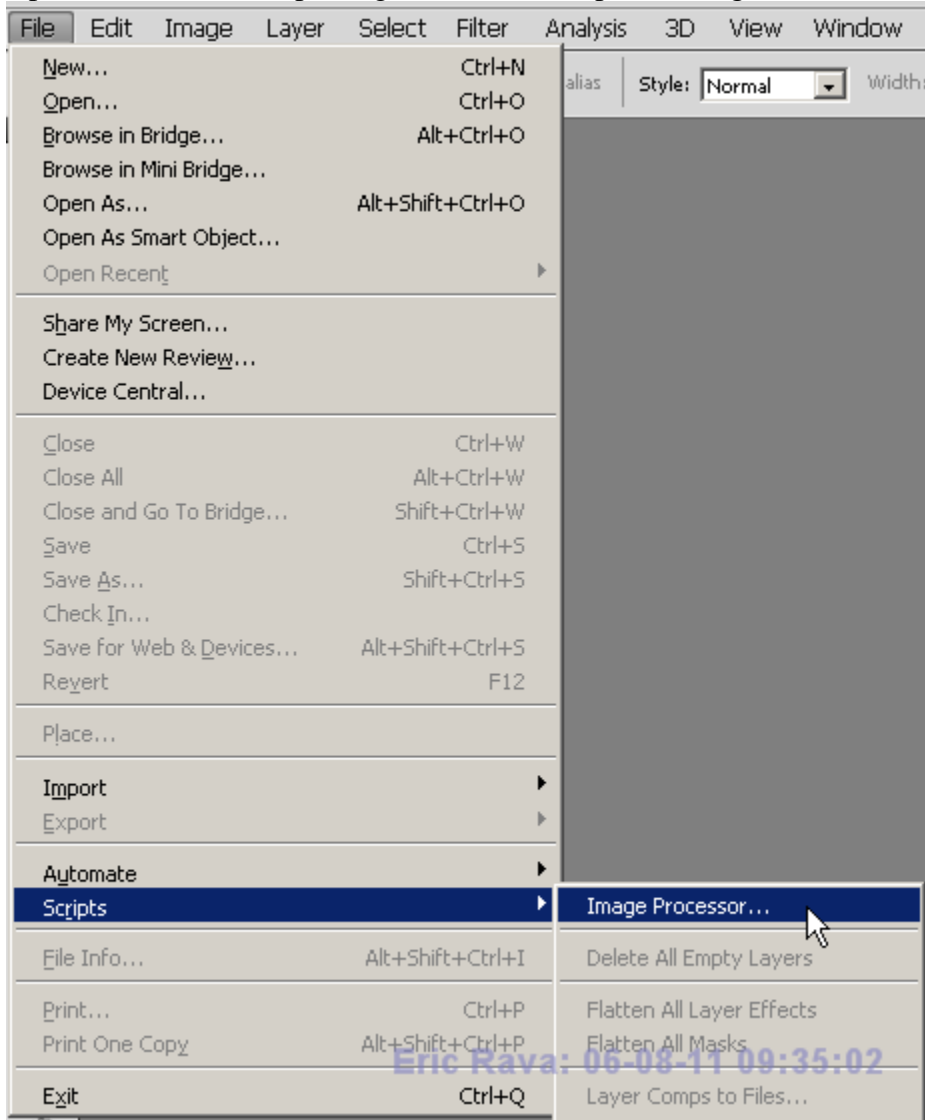 File Edit Image Layer Select Filter Analysis 3D View Window
alias Style: Normal Width:
New... Ctrl+N
Open... Ctrl+O
Browse in Bridge... Alt+Ctrl+O
Browse in Mini Bridge...
Open As... Alt+Shift+Ctrl+O
Open As Smart Object...
Open Recent
Share My Screen...
Create New Review...
Device Central...
Close Ctrl+W
Close All Alt+Ctrl+W
Close and Go To Bridge... Shift+Ctrl+W
Save Ctrl+S
Save As... Shift+Ctrl+S
Check In...
Save for Web & Devices... Alt+Shift+Ctrl+S
Revert F12
Place...
Import
Export
Automate
Scripts Image Processor...
File Info... Alt+Shift+Ctrl+I Delete All Empty Layers
Print... Ctrl+P Flatten All Layer Effects
Print One Copy Alt+Shift+Ctrl+P Flatten All Masks
Eric Rava: 06-08-11 09:35:02
Exit Ctrl+Q Layer Comps to Files...